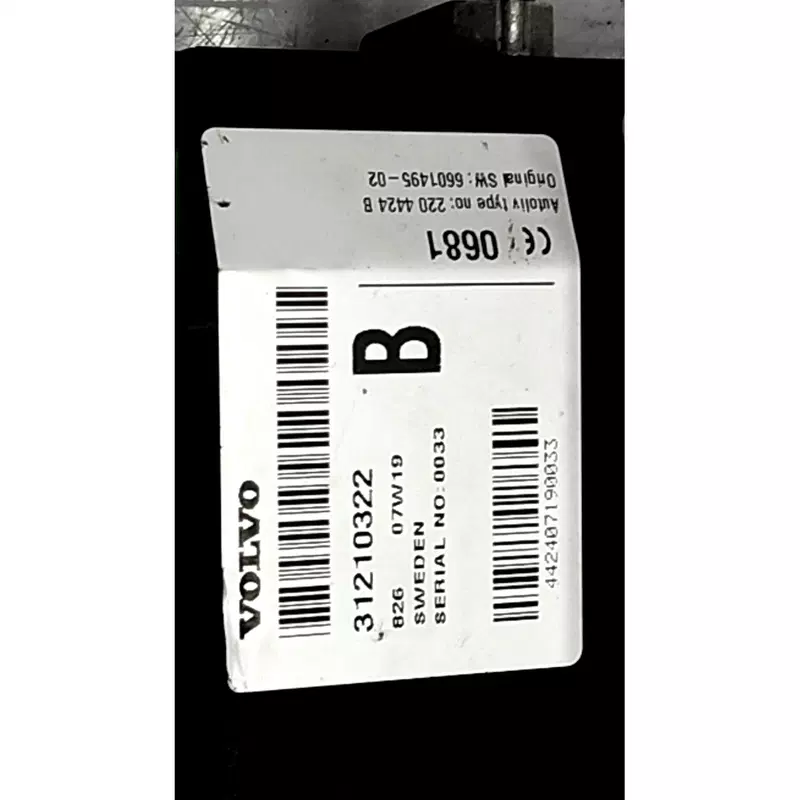 VOLVO
31210322
826 07W19
SWEDEN
SERIAL NO:0033
B
442407190033
CE 0681
Autoliv type no: 220 4424 B
Original SW: 6601495-02